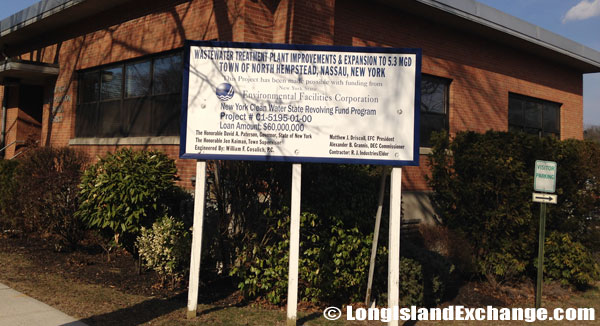 WASTEWATER TREATMENT PLANT IMPROVEMENTS & EXPANSION TO 5.3 MGD
TOWN OF NORTH HEMPSTEAD, NASSAU, NEW YORK
This Project has been made possible with funding from
New York State
Environmental Facilities Corporation
New York Clean Water State Revolving Fund Program
Project # C1-5195-01-00
Loan Amount: $60,000,000
The Honorable David A. Paterson, Governor, State of New York
The Honorable Jon Kaiman, Town Supervisor
Engineered By: William F. Cosulich, P.C.
Matthew J. Driscoll, EFC President
Alexander B. Grannis, DEC Commissioner
Contractor: R. J. Industries/Elder
VISITOR
PARKING
© LongIslandExchange.com